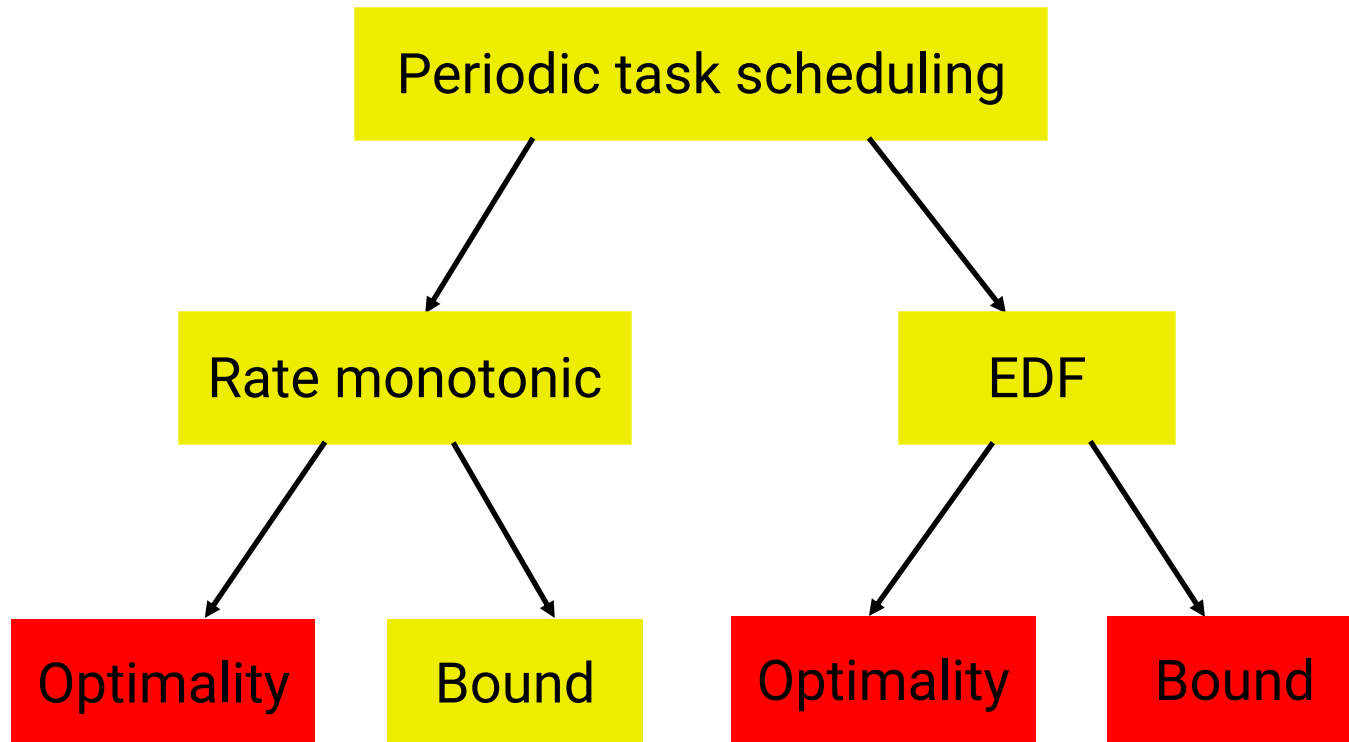 Periodic task scheduling
Rate monotonic
EDF
Optimality
Bound
Optimality
Bound